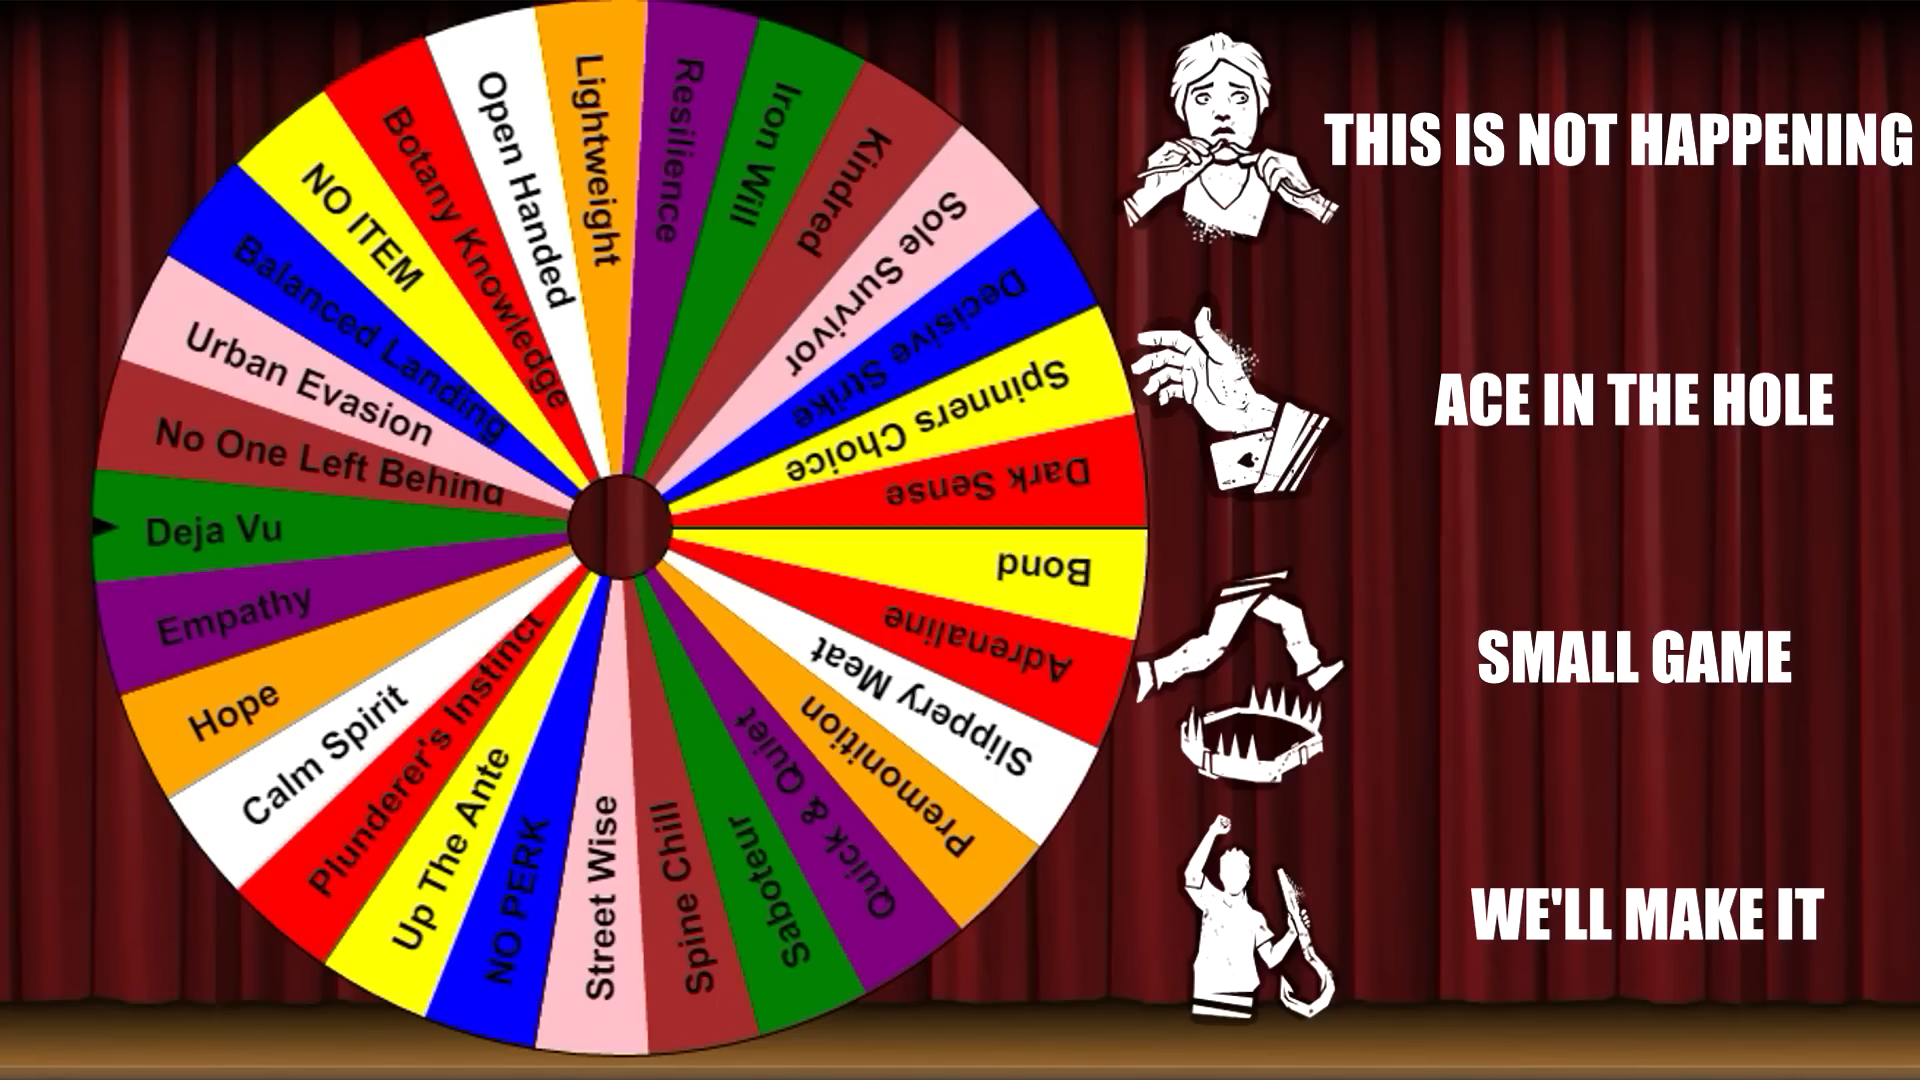 Lightweight
Resilience
Iron Will
Kindred
Sole Survivor
Decisive Strike
Spinners Choice
Dark Sense
Bond
Adrenaline
Slippery Meat
Premonition
Quick & Quiet
Saboteur
Spine Chill
Street Wise
NO PERK
Up The Ante
Plunderer's Instinct
Calm Spirit
Hope
Empathy
Deja Vu
No One Left Behind
Urban Evasion
Balanced Landing
NO ITEM
Botany Knowledge
Open Handed
THIS IS NOT HAPPENING
ACE IN THE HOLE
SMALL GAME
WE'LL MAKE IT